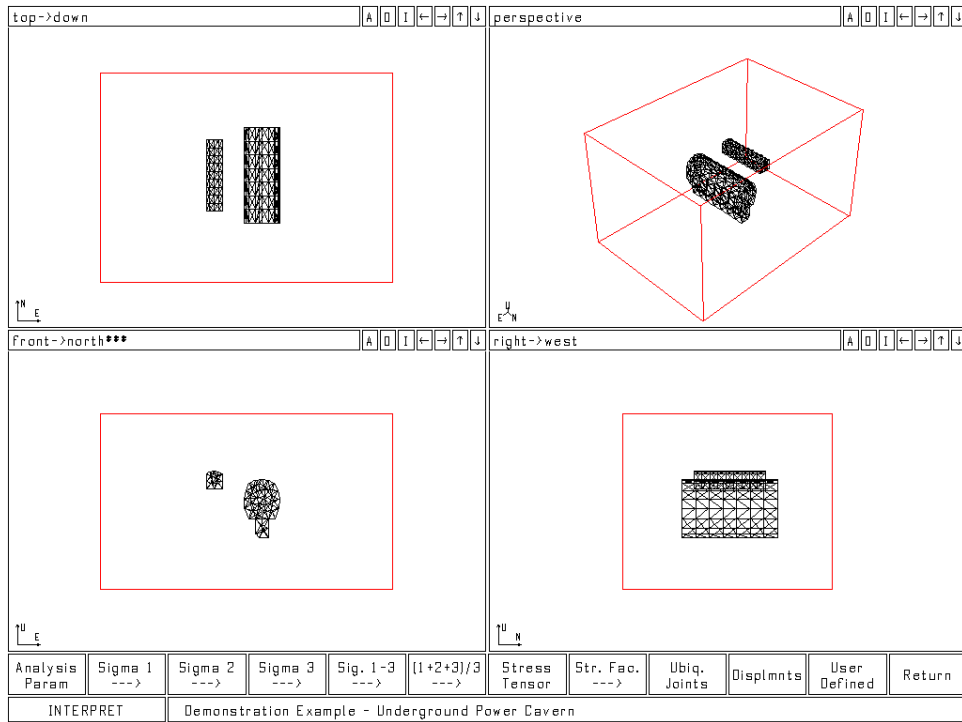 top->down A O I ← → ↑ ↓
perspective A O I ← → ↑ ↓
N
E
U
E N
front->north*** A O I ← → ↑ ↓
right->west A O I ← → ↑ ↓
U
E
U
N
Analysis Param
Sigma 1 --->
Sigma 2 --->
Sigma 3 --->
Sig. 1-3 --->
(1+2+3)/3 --->
Stress Tensor
Str. Fac. --->
Ubiq. Joints
Displmnts
User Defined
Return
INTERPRET
Demonstration Example - Underground Power Cavern